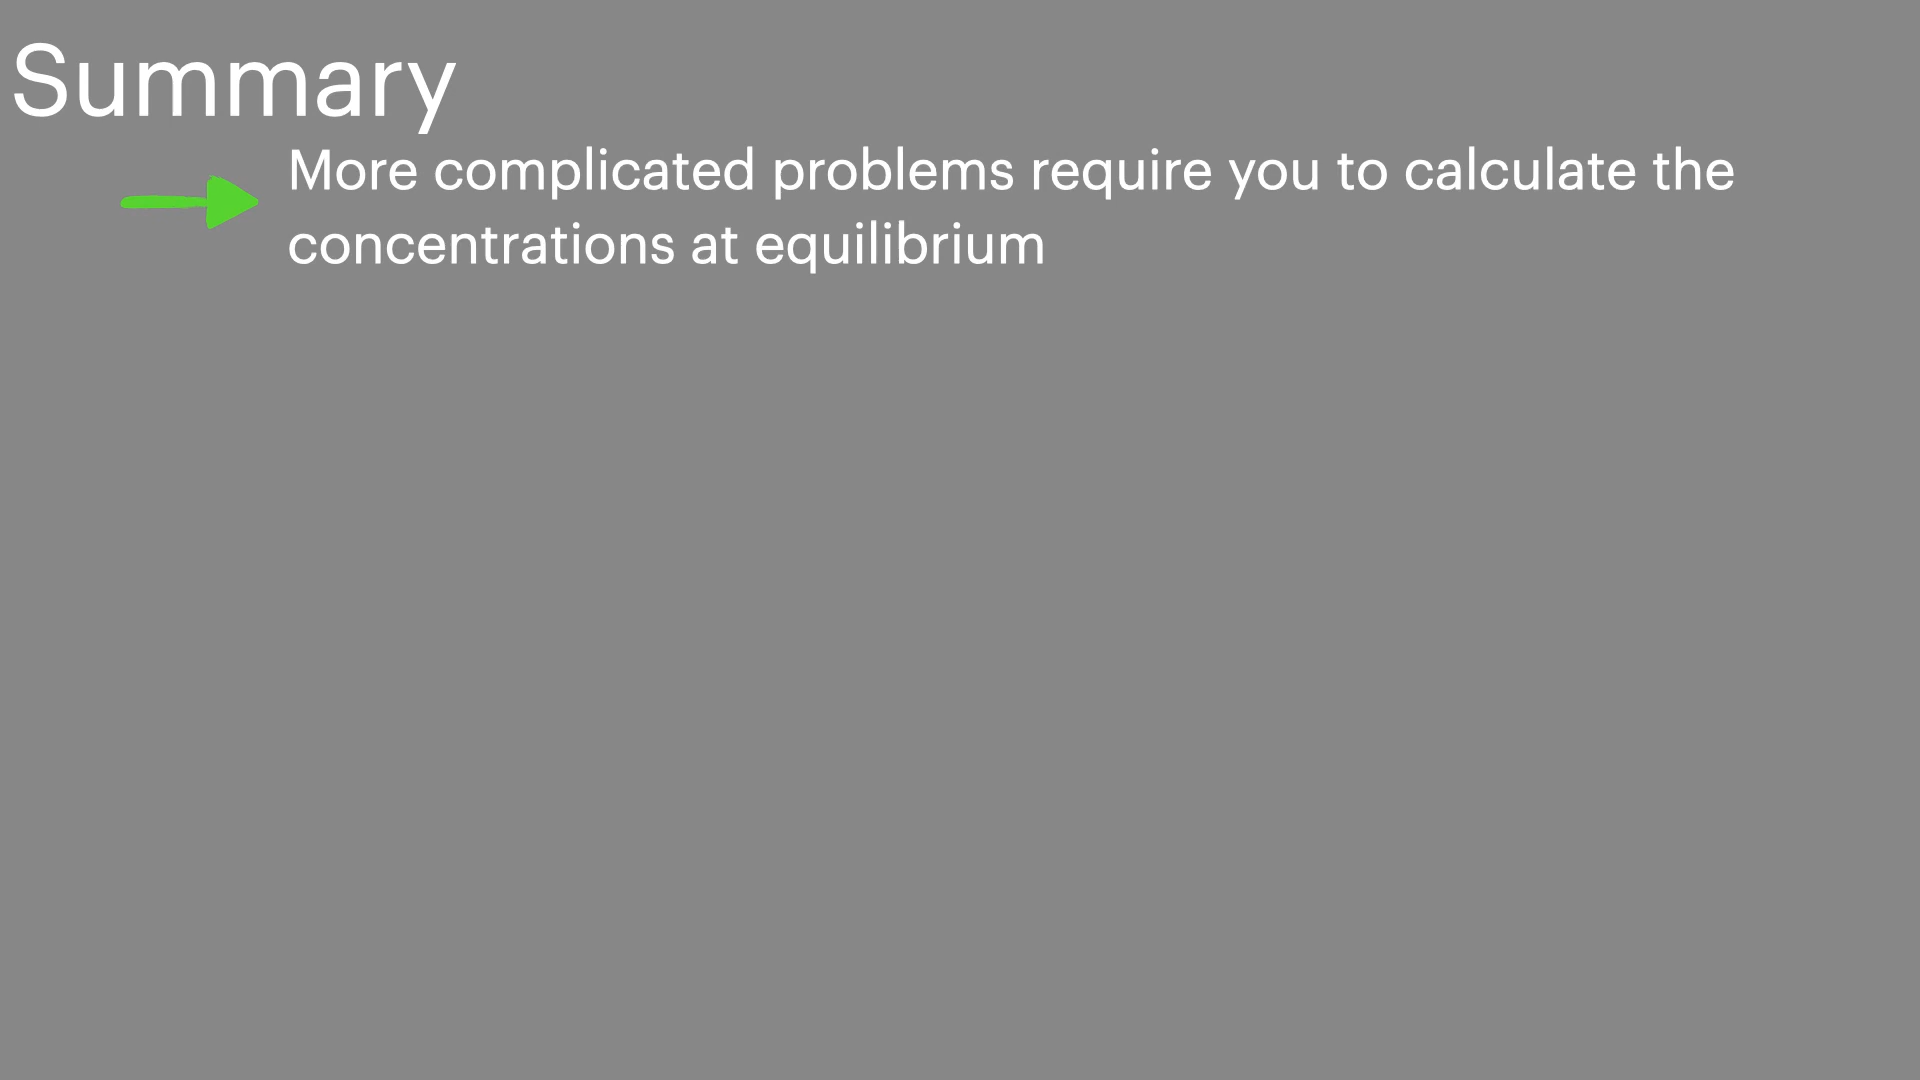 Summary
More complicated problems require you to calculate the
concentrations at equilibrium